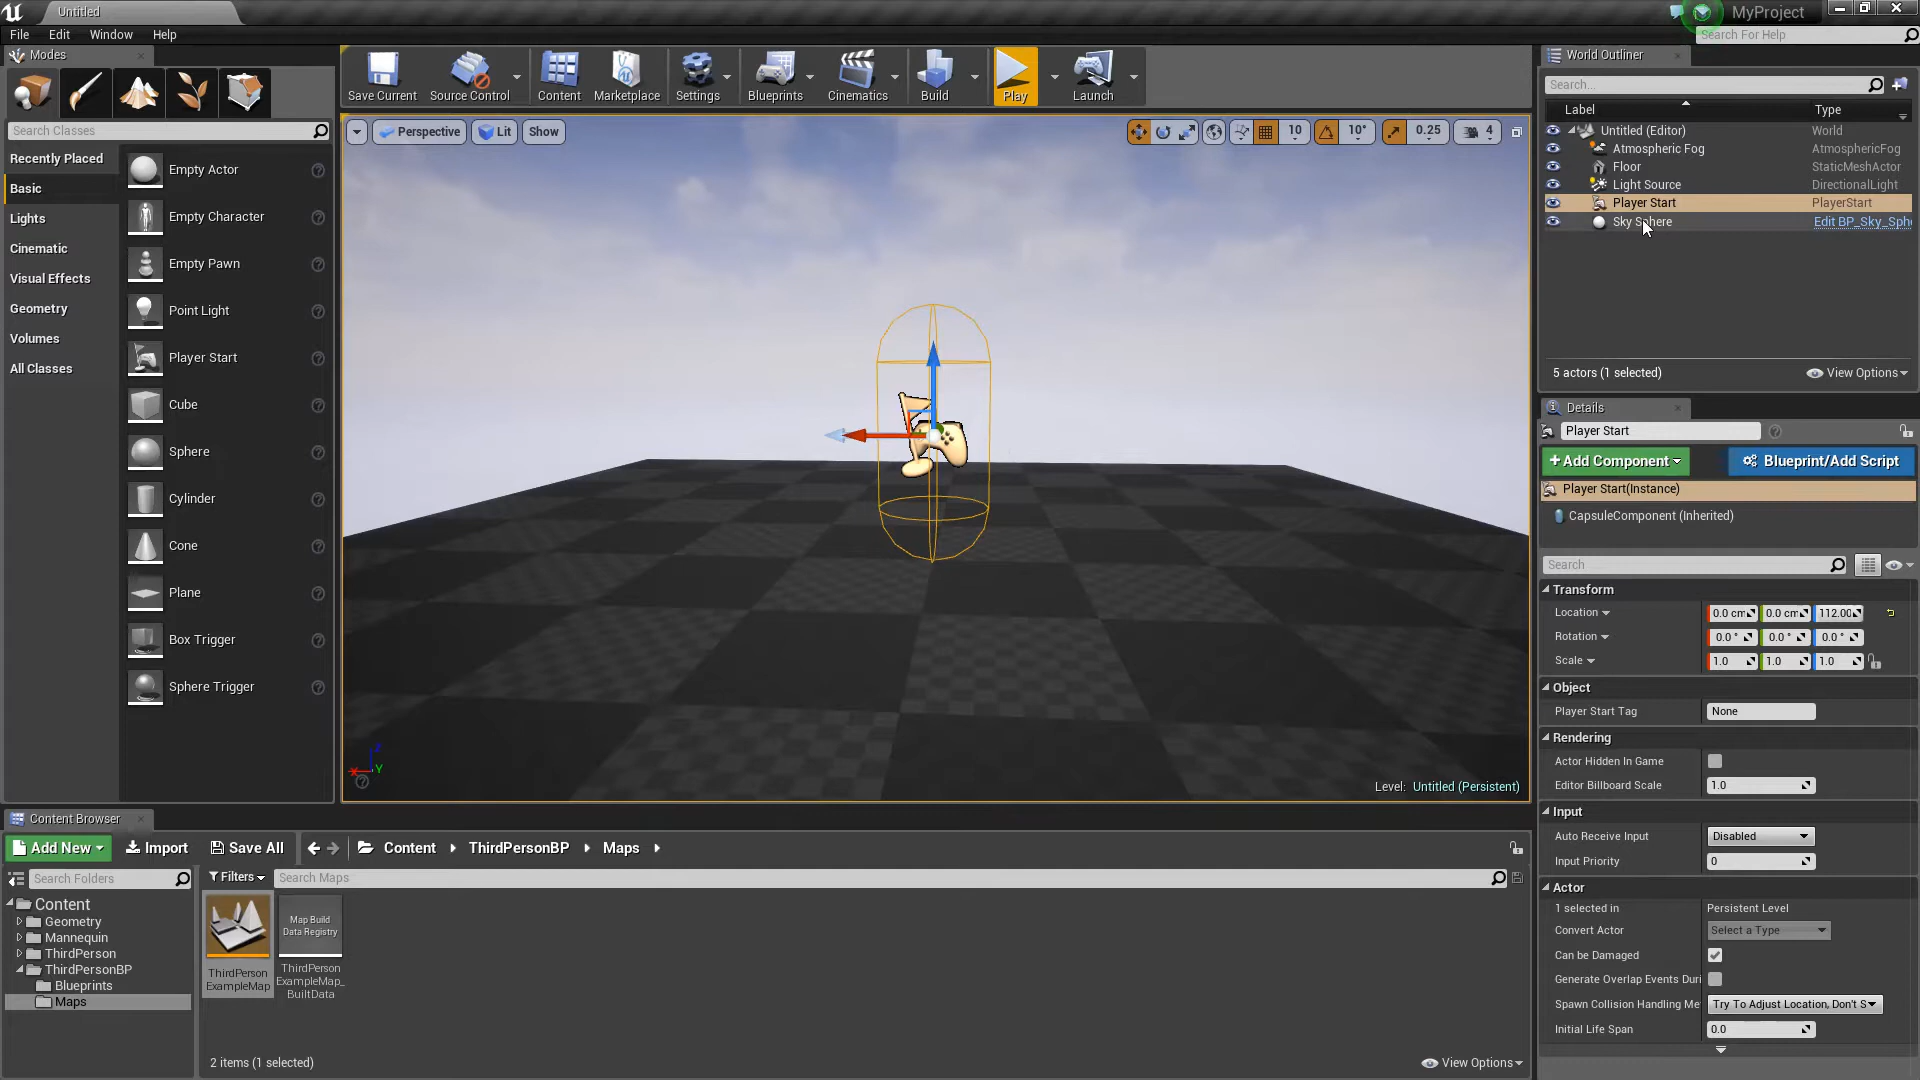 Untitled
MyProject
File Edit Window Help
Search For Help
Modes
Search Classes
Recently Placed
Basic
Lights
Cinematic
Visual Effects
Geometry
Volumes
All Classes
Empty Actor
Empty Character
Empty Pawn
Point Light
Player Start
Cube
Sphere
Cylinder
Cone
Plane
Box Trigger
Sphere Trigger
Save Current
Source Control
Content
Marketplace
Settings
Blueprints
Cinematics
Build
Play
Launch
Perspective
Lit
Show
10
10°
0.25
4
X
Z
Y
Level: Untitled (Persistent)
World Outliner
Search...
Label Type
Untitled (Editor) World
Atmospheric Fog AtmosphericFog
Floor StaticMeshActor
Light Source DirectionalLight
Player Start PlayerStart
Sky Sphere Edit BP_Sky_Sph
5 actors (1 selected)
View Options
Details
Player Start
+Add Component
Blueprint/Add Script
Player Start(Instance)
CapsuleComponent (Inherited)
Search
Transform
Location 0.0 cm 0.0 cm 112.00
Rotation 0.0 ° 0.0 ° 0.0 °
Scale 1.0 1.0 1.0
Object
Player Start Tag None
Rendering
Actor Hidden In Game
Editor Billboard Scale 1.0
Input
Auto Receive Input Disabled
Input Priority 0
Actor
1 selected in Persistent Level
Convert Actor Select a Type
Can be Damaged
Generate Overlap Events Duri
Spawn Collision Handling Me Try To Adjust Location, Don't S
Initial Life Span 0.0
Content Browser
Add New
Import
Save All
Content
ThirdPersonBP
Maps
Search Folders
Filters
Search Maps
Content
Geometry
Mannequin
ThirdPerson
ThirdPersonBP
Blueprints
Maps
ThirdPerson
ExampleMap
Map Build
Data Registry
ThirdPerson
ExampleMap_
BuiltData
2 items (1 selected)
View Options